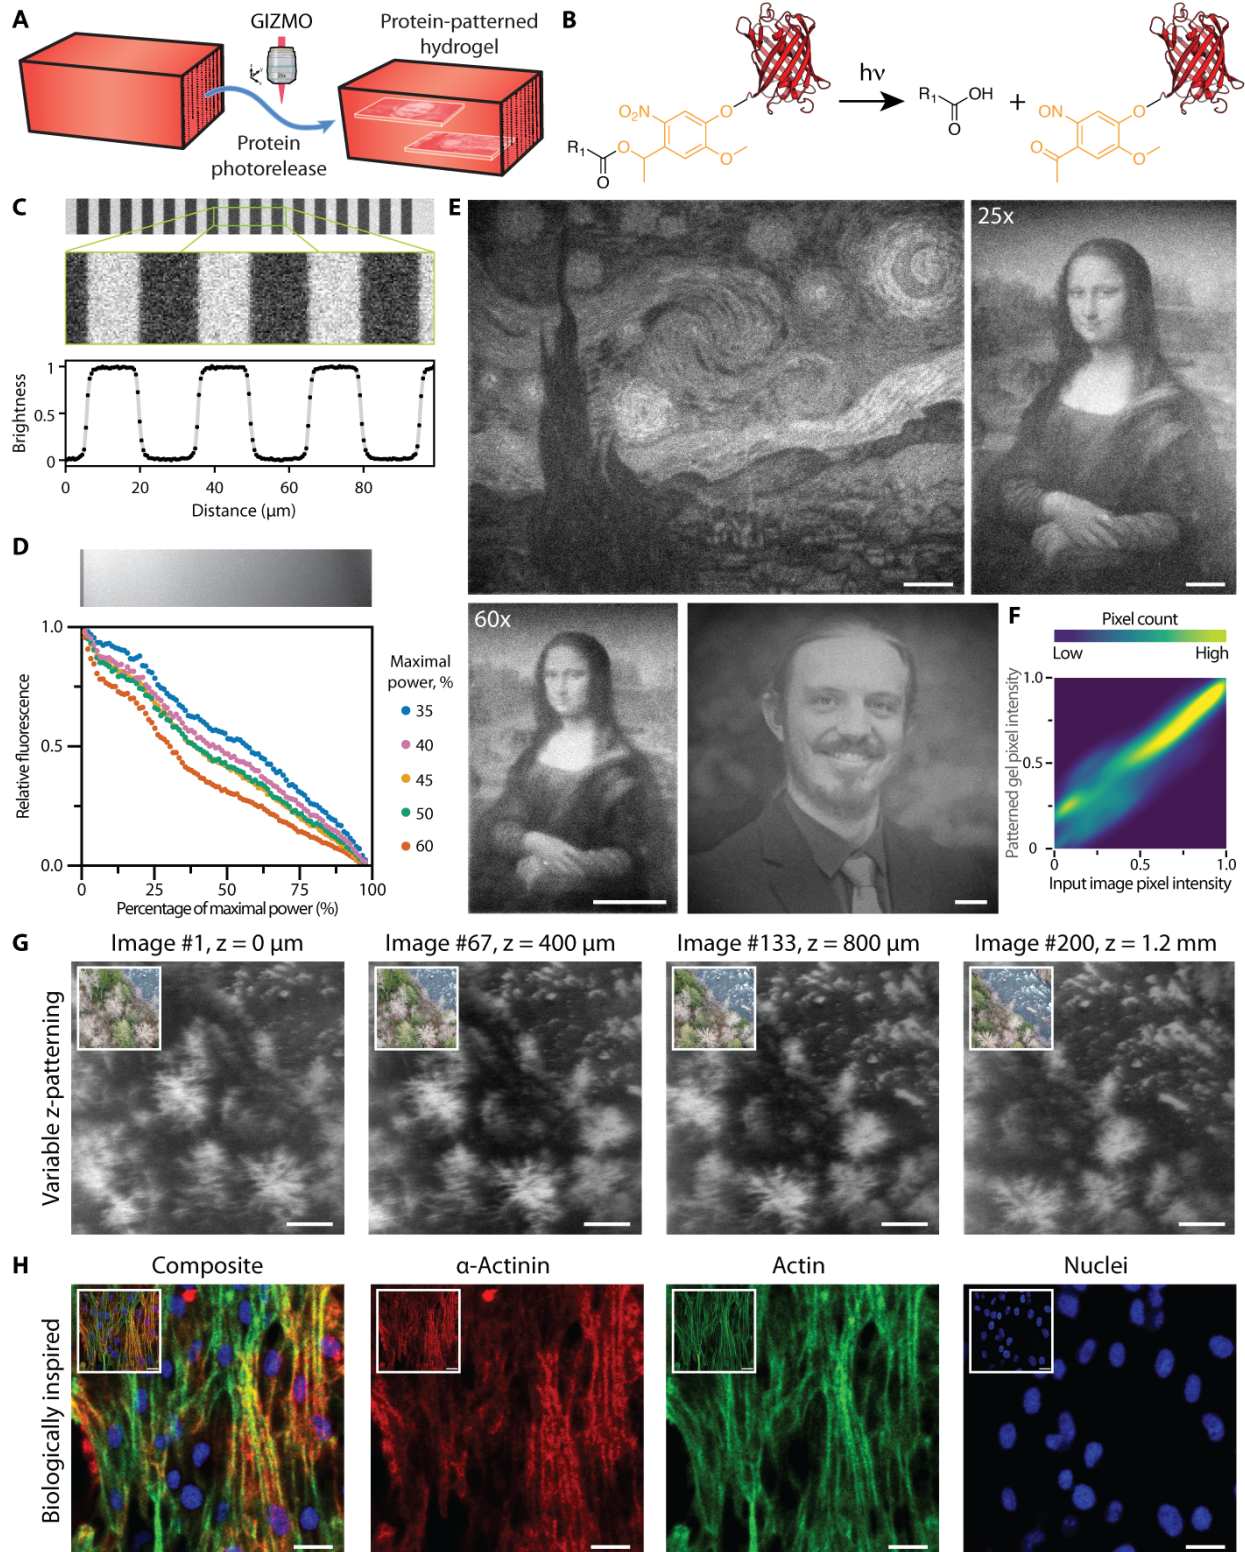 A
GIZMO
20x
Protein
photorelease
Protein-patterned
hydrogel
B
O₂N
O
O
R₁
O
O
hν
R₁
OH
O
+
ON
O
O
O
C
Brightness
1
0.5
0
0
20
40
60
80
Distance (μm)
D
Relative fluorescence
1.0
0.5
0.0
0
25
50
75
100
Percentage of maximal power (%)
Maximal
power, %
35
40
45
50
60
E
25x
60x
F
Pixel count
Low
High
Patterned gel pixel intensity
1.0
0.5
0
0
0.5
1.0
Input image pixel intensity
G
Variable z-patterning
Image #1, z = 0 μm
Image #67, z = 400 μm
Image #133, z = 800 μm
Image #200, z = 1.2 mm
H
Biologically inspired
Composite
α-Actinin
Actin
Nuclei